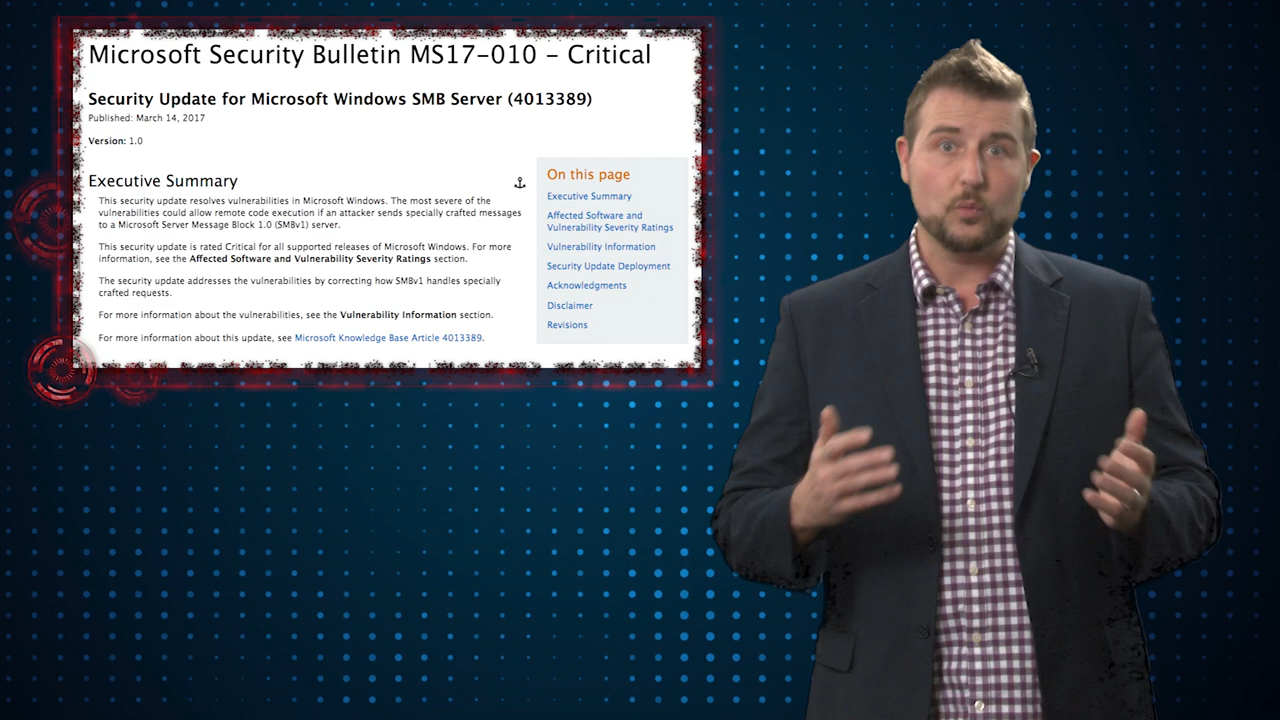 Microsoft Security Bulletin MS17-010 - Critical
Security Update for Microsoft Windows SMB Server (4013389)
Published: March 14, 2017
Version: 1.0
Executive Summary
This security update resolves vulnerabilities in Microsoft Windows. The most severe of the
vulnerabilities could allow remote code execution if an attacker sends specially crafted messages
to a Microsoft Server Message Block 1.0 (SMBv1) server.
This security update is rated Critical for all supported releases of Microsoft Windows. For more
information, see the Affected Software and Vulnerability Severity Ratings section.
The security update addresses the vulnerabilities by correcting how SMBv1 handles specially
crafted requests.
For more information about the vulnerabilities, see the Vulnerability Information section.
For more information about this update, see Microsoft Knowledge Base Article 4013389.
On this page
Executive Summary
Affected Software and
Vulnerability Severity Ratings
Vulnerability Information
Security Update Deployment
Acknowledgments
Disclaimer
Revisions